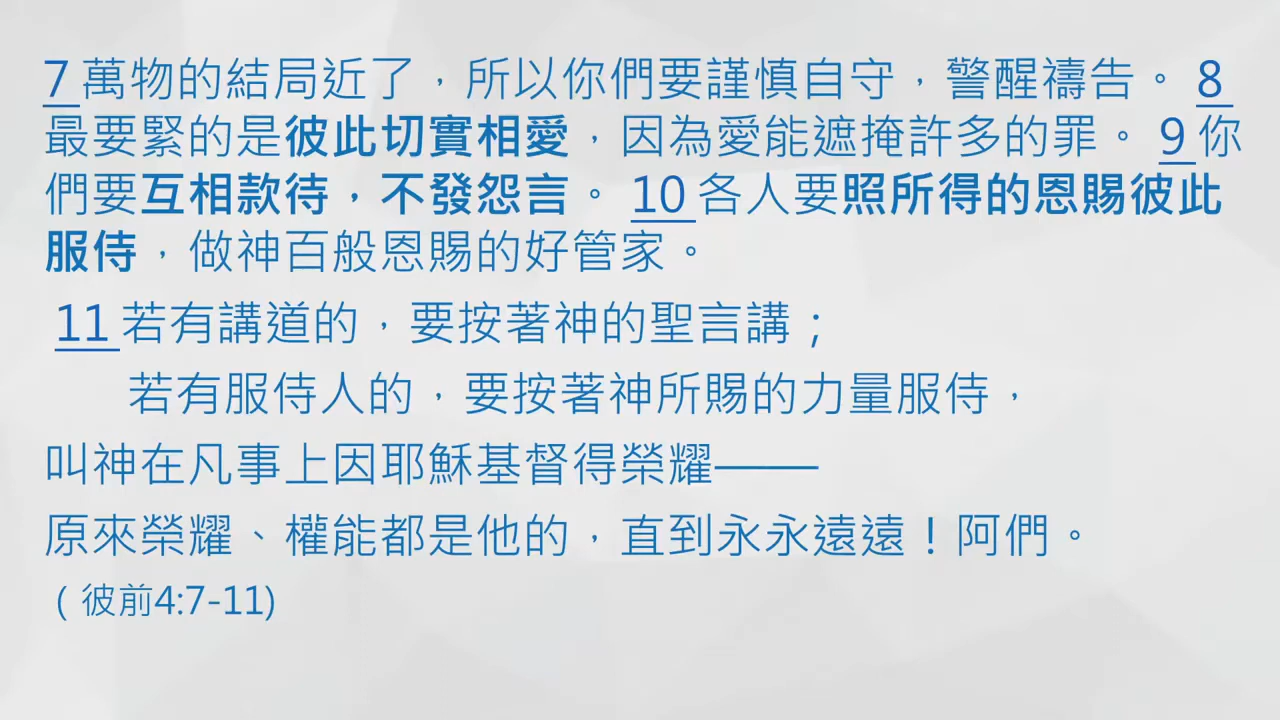 7 萬物的結局近了，所以你們要謹慎自守，警醒禱告。 8
最要緊的是彼此切實相愛，因為愛能遮掩許多的罪。 9 你
們要互相款待，不發怨言。 10 各人要照所得的恩賜彼此
服侍，做神百般恩賜的好管家。
11 若有講道的，要按著神的聖言講；
若有服侍人的，要按著神所賜的力量服侍，
叫神在凡事上因耶穌基督得榮耀——
原來榮耀、權能都是他的，直到永永遠遠！阿們。
（彼前4:7-11)